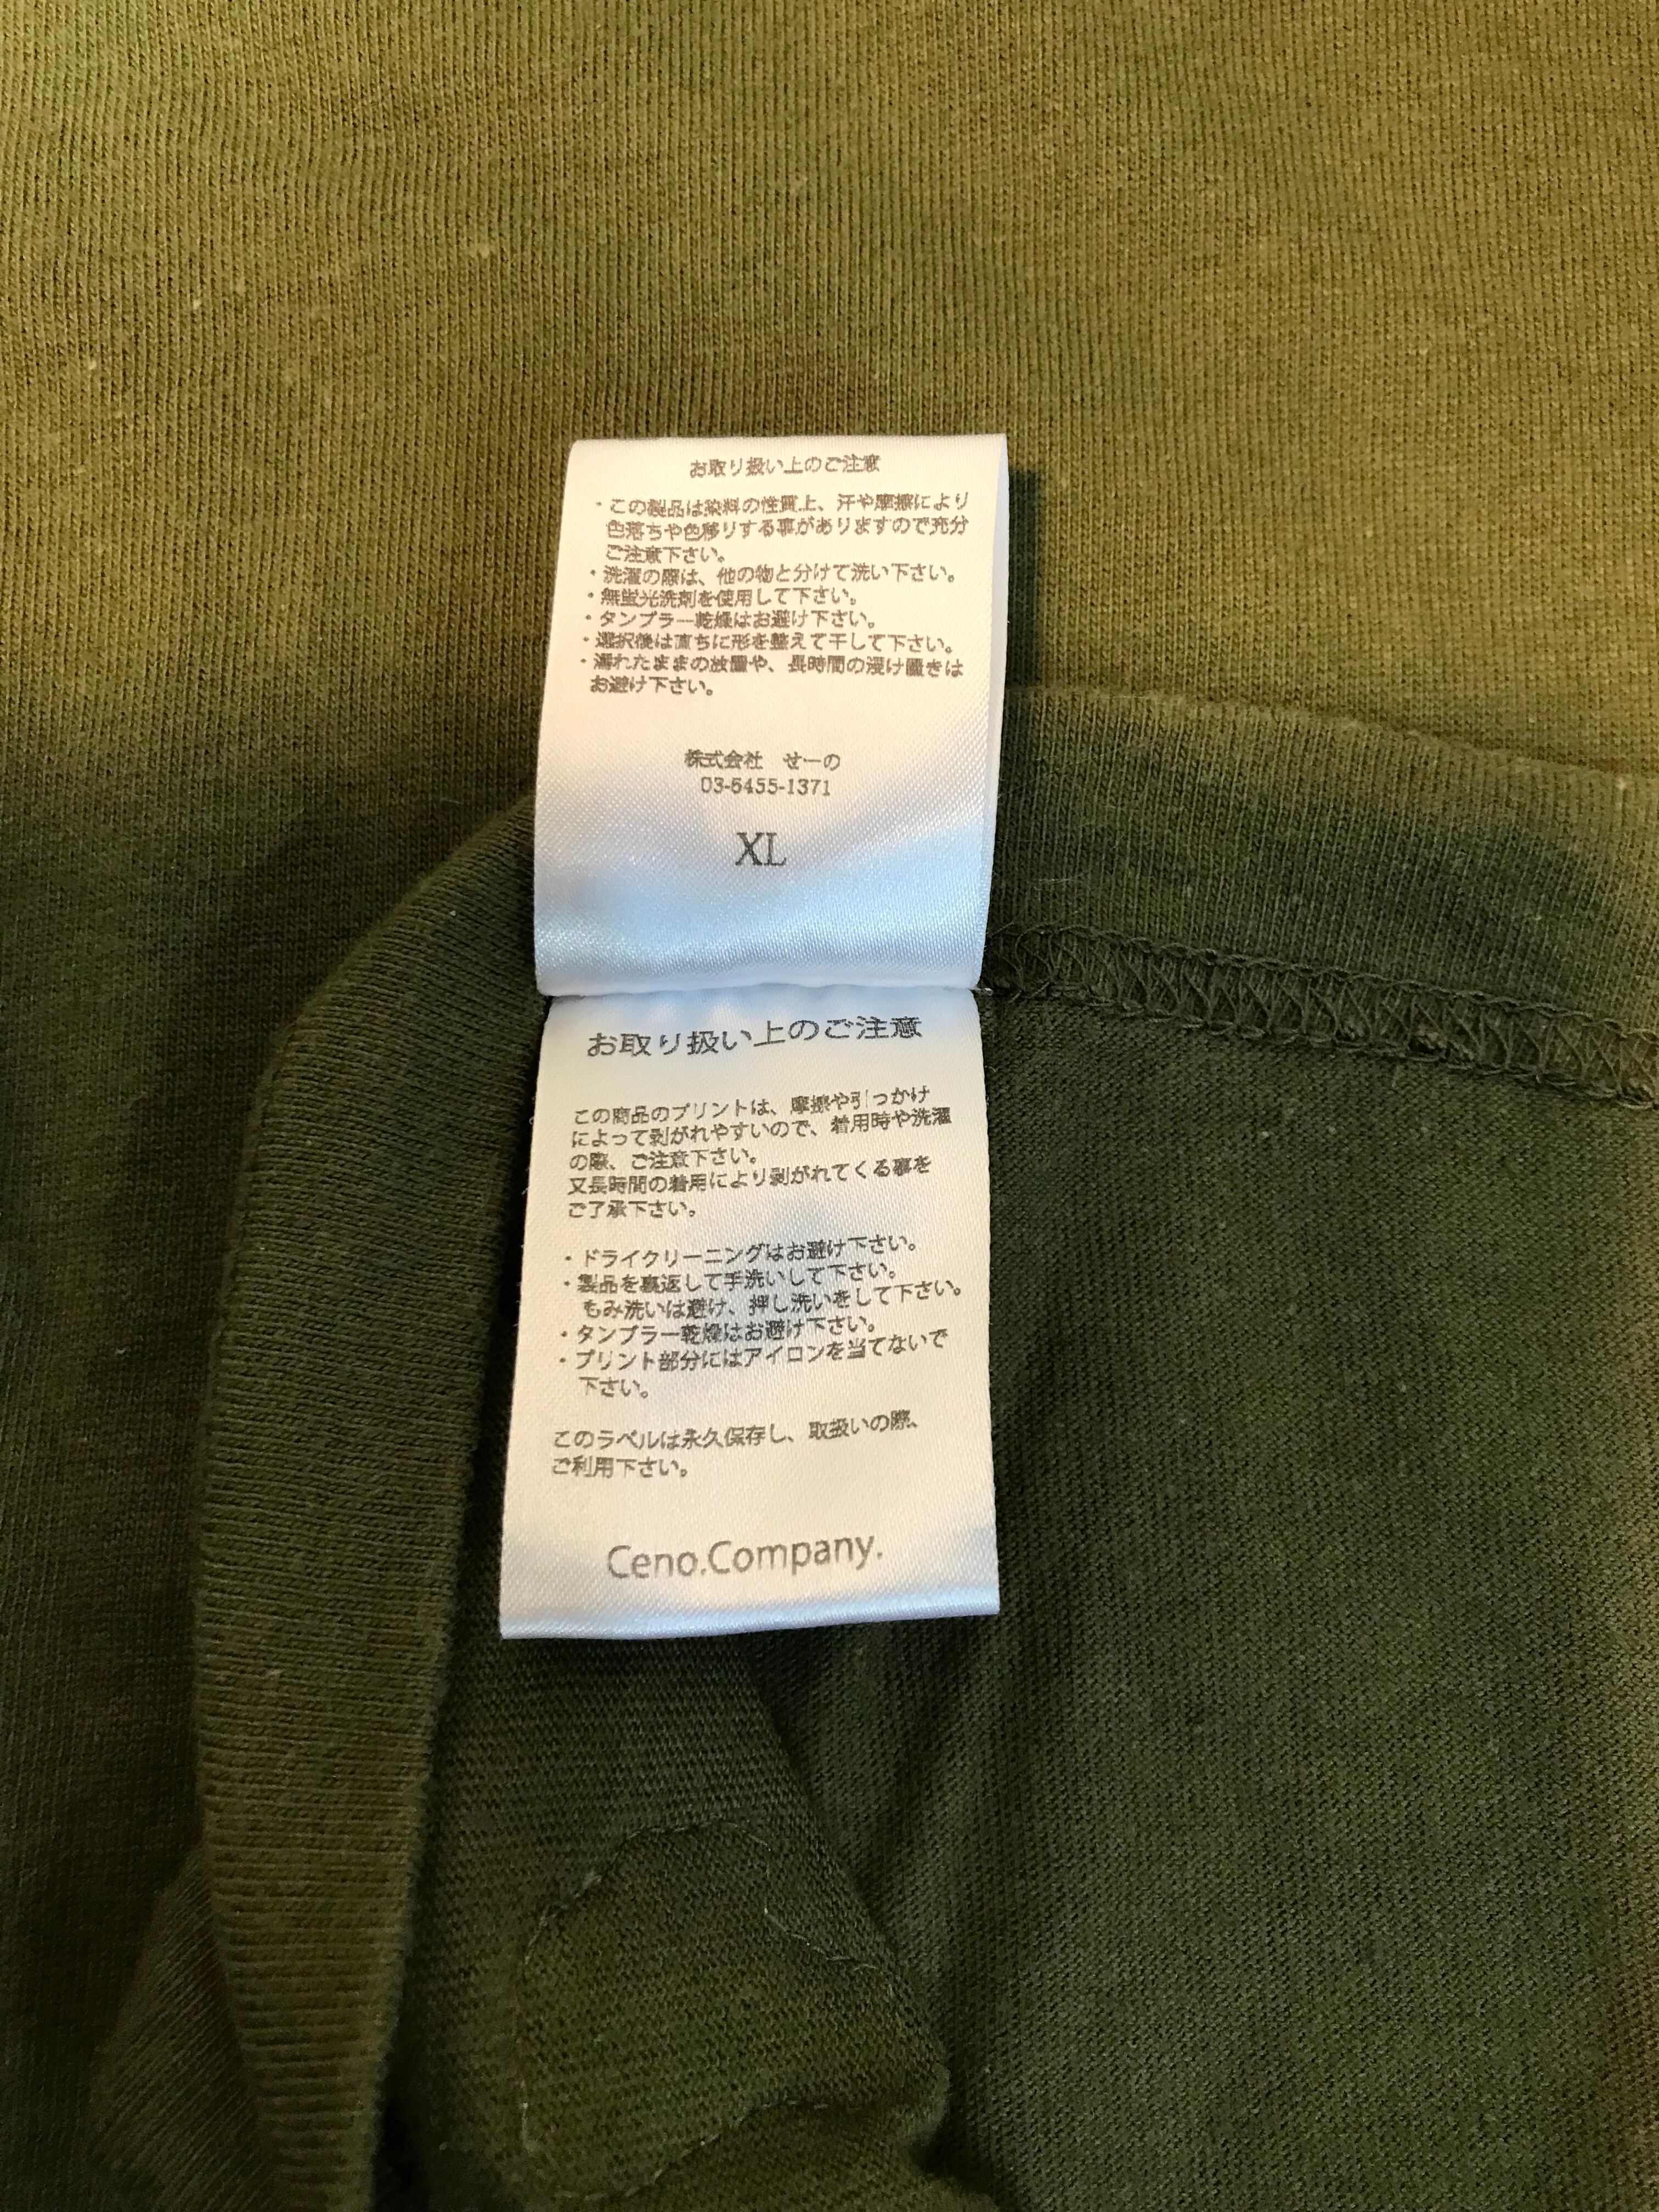 お取り扱い上のご注意
・この製品は染料の性質上、汗や摩擦により
色落ちや色移りする事がありますので充分
ご注意下さい。
・洗濯の際は、他の物と分けて洗い下さい。
・無蛍光洗剤を使用して下さい。
・タンブラー乾燥はお避け下さい。
・選択後は直ちに形を整えて干して下さい。
・濡れたままの放置や、長時間の浸け置きは
お避け下さい。
株式会社　せーの
03-6455-1371
XL
お取り扱い上のご注意
この商品のプリントは、摩擦や引っかけ
によって剥がれやすいので、着用時や洗濯
の際、ご注意下さい。
又長時間の着用により剥がれてくる事を
ご了承下さい。
・ドライクリーニングはお避け下さい。
・製品を裏返して手洗いして下さい。
もみ洗いは避け、押し洗いをして下さい。
・タンブラー乾燥はお避け下さい。
・プリント部分にはアイロンを当てないで
下さい。
このラベルは永久保存し、取扱いの際、
ご利用下さい。
Ceno.Company.